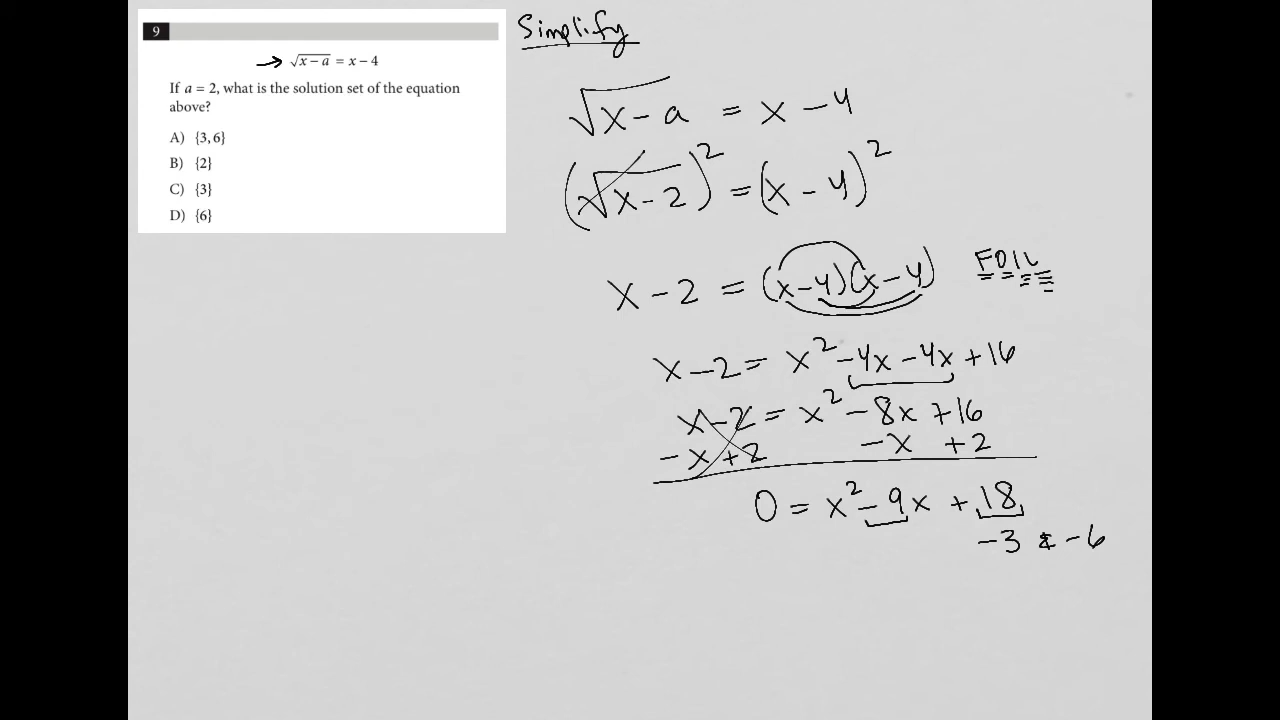 9
√x − a = x − 4
If a = 2, what is the solution set of the equation
above?
A) {3, 6}
B) {2}
C) {3}
D) {6}
Simplify
√x − a = x − 4
(√x − 2)² = (x − 4)²
x − 2 = (x − 4)(x − 4) FOIL
x − 2 = x² − 4x − 4x + 16
x − 2 = x² − 8x + 16
− x + 2 − x + 2
0 = x² − 9x + 18
−3 & −6